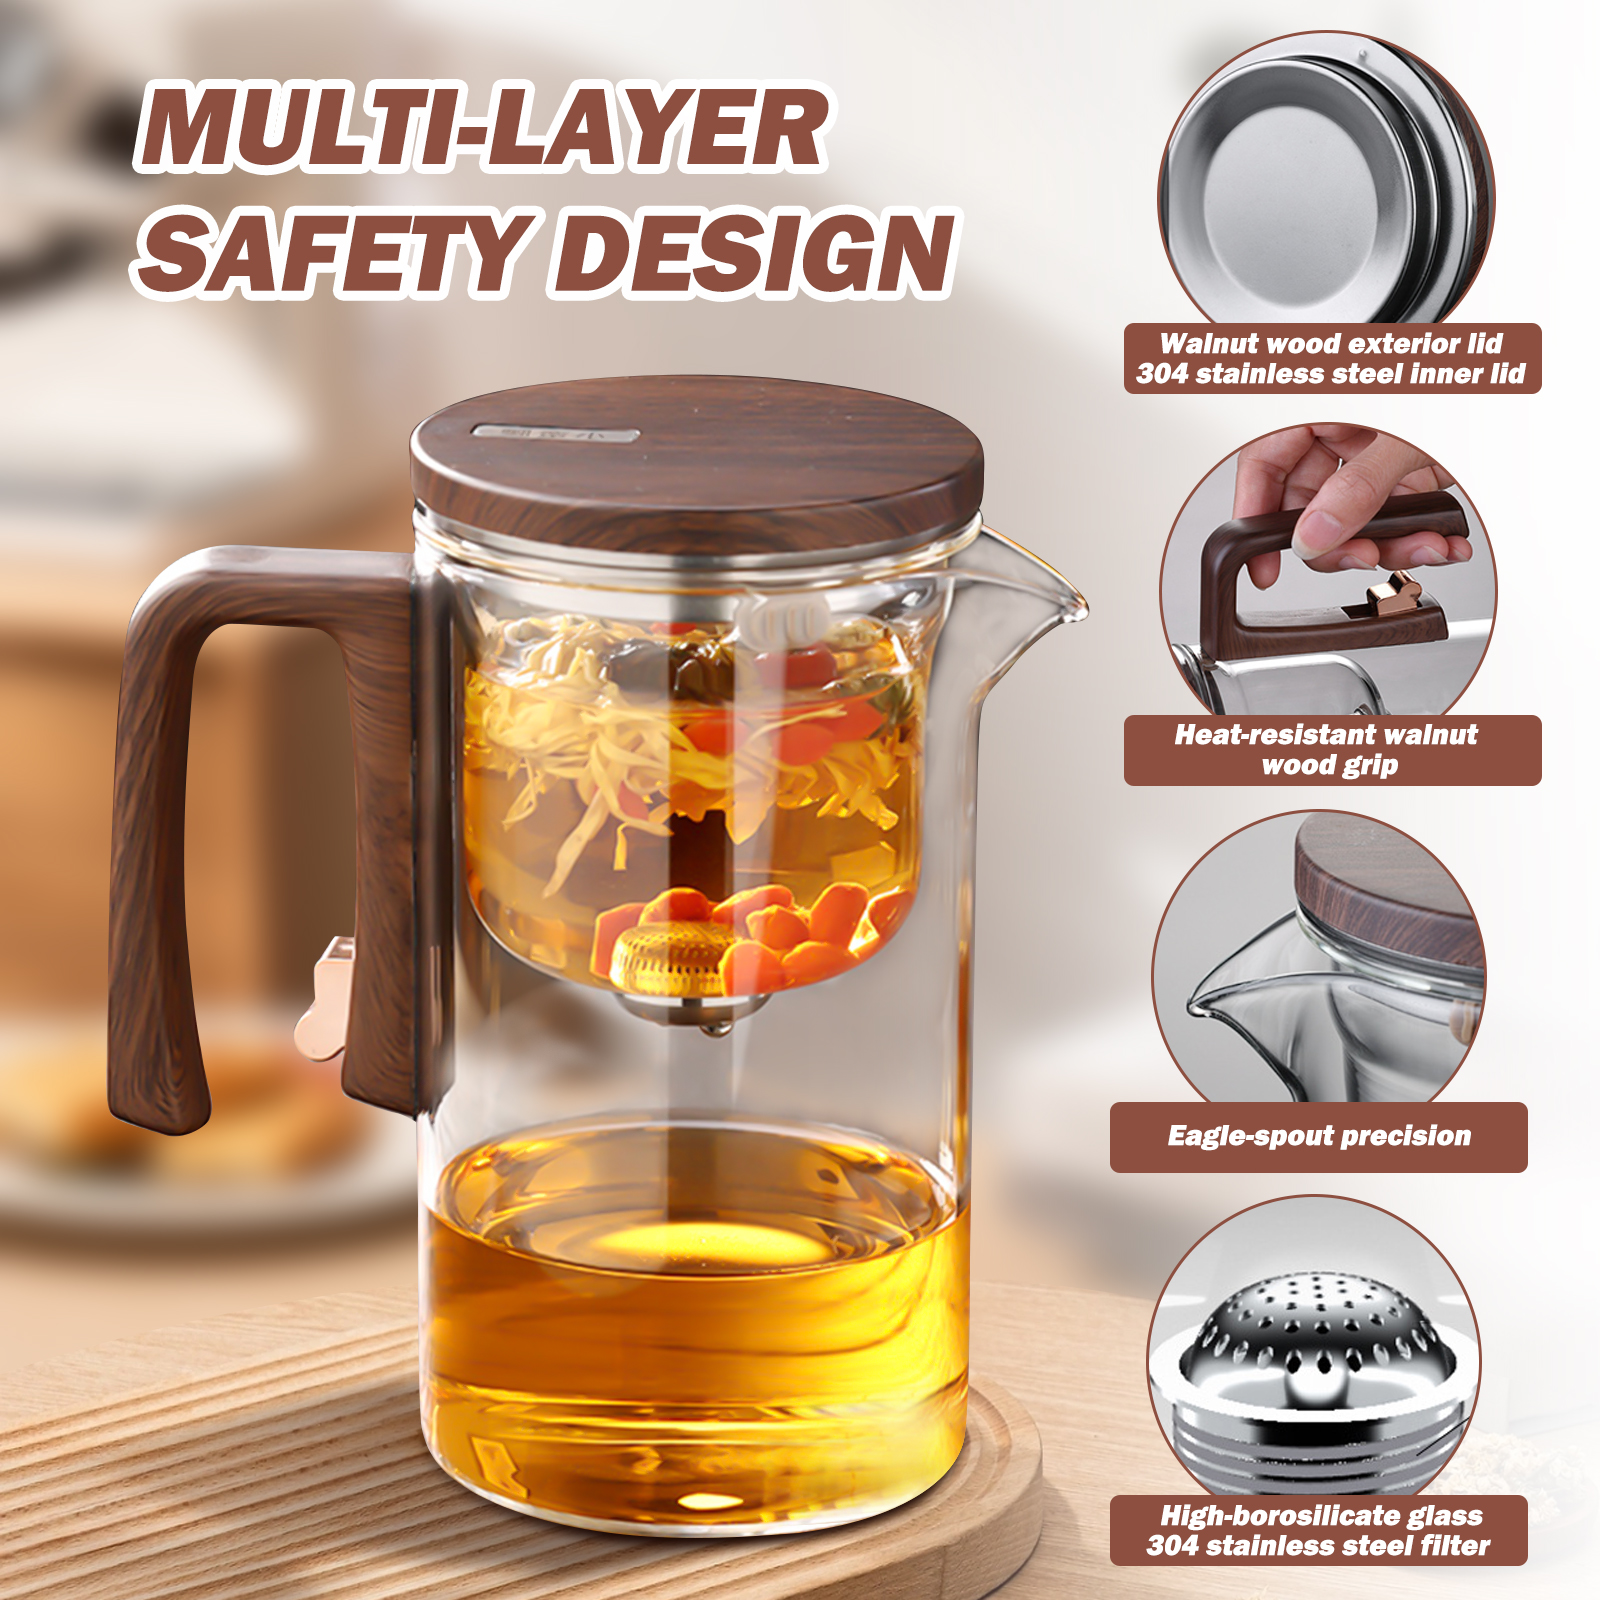 MULTI-LAYER
SAFETY DESIGN
Walnut wood exterior lid
304 stainless steel inner lid
Heat-resistant walnut
wood grip
Eagle-spout precision
High-borosilicate glass
304 stainless steel filter